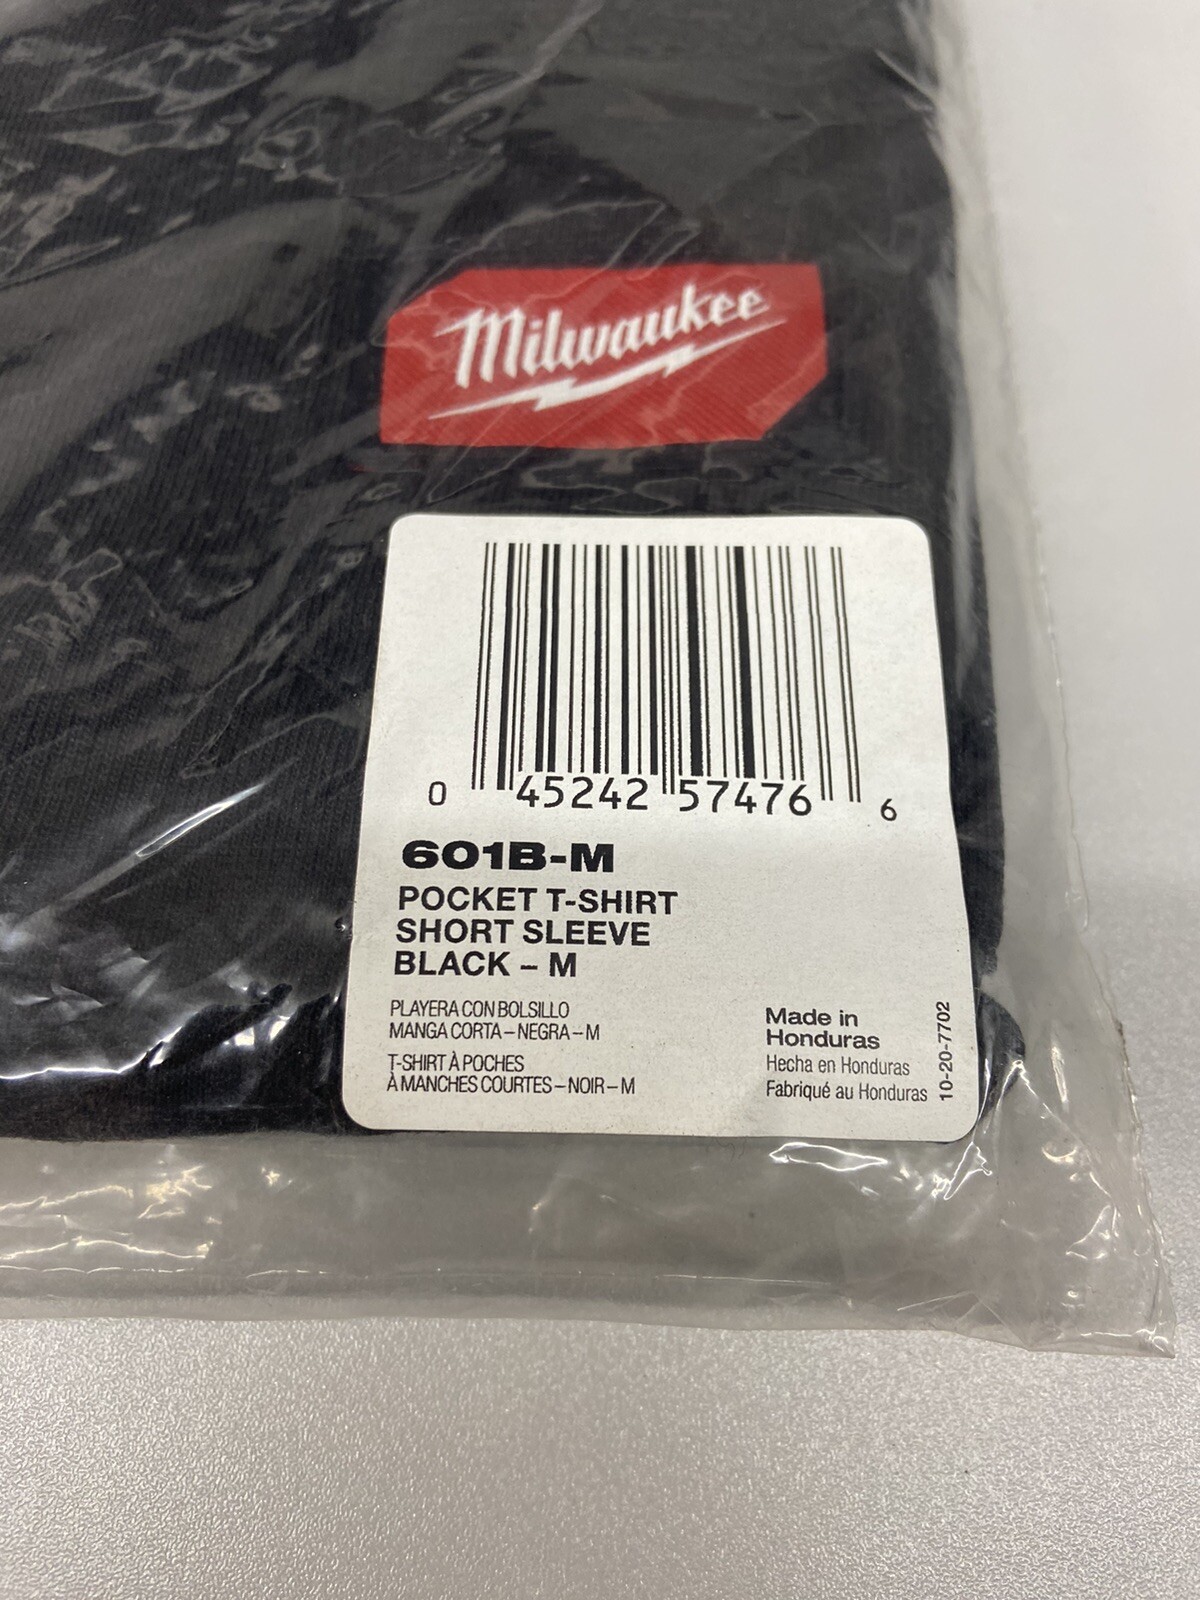 Milwaukee
0 45242 57476 6
601B-M
POCKET T-SHIRT
SHORT SLEEVE
BLACK – M
PLAYERA CON BOLSILLO
MANGA CORTA – NEGRA – M
T-SHIRT À POCHES
À MANCHES COURTES – NOIR – M
Made in
Honduras
Hecha en Honduras
Fabriqué au Honduras
10-20-7702